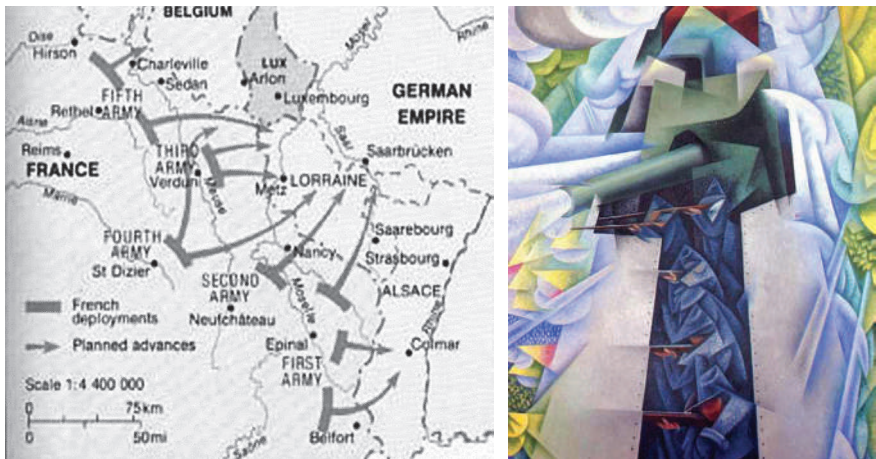 BELGIUM
Oise
Hirson
Charleville
Sedan
LUX
Arlon
Luxembourg
Mosel
Rhine
GERMAN
EMPIRE
FIFTH
ARMY
Rethel
Aisne
Reims
FRANCE
THIRD
ARMY
Verdun
Meuse
Saar
Saarbrücken
Metz
LORRAINE
Marne
FOURTH
ARMY
St Dizier
Nancy
Saarebourg
Strasbourg
SECOND
ARMY
Neufchâteau
Moselle
ALSACE
Rhine
French
deployments
Planned advances
Epinal
FIRST
ARMY
Colmar
Scale 1:4 400 000
0 75km
0 50mi
Saône
Belfort